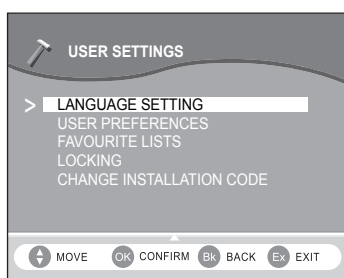 USER SETTINGS
> LANGUAGE SETTING
USER PREFERENCES
FAVOURITE LISTS
LOCKING
CHANGE INSTALLATION CODE
MOVE OK CONFIRM Bk BACK Ex EXIT